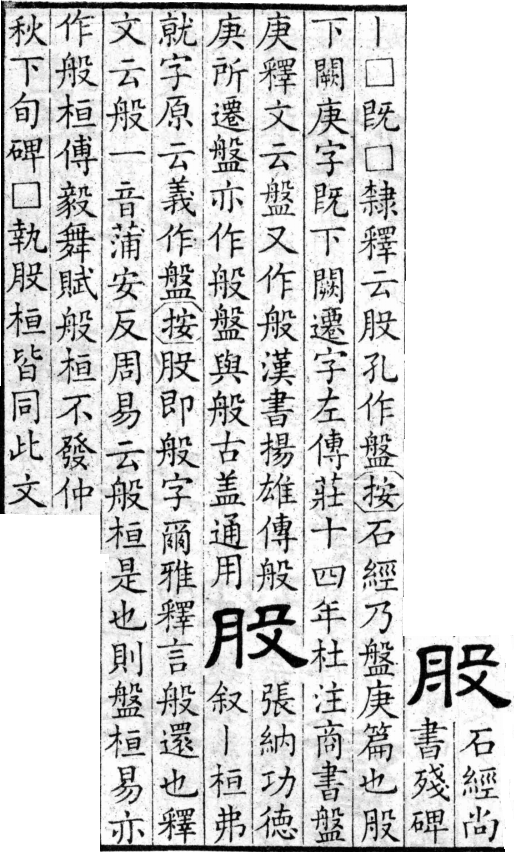 股
石經尚
書殘碑
丨□既□隸釋云股孔作盤按石經乃盤庚篇也股
下闕庚字既下闕遷字左傳莊十四年杜注商書盤
庚釋文云盤又作般漢書揚雄傳般
庚所遷盤亦作般盤與般古盖通用
股
張納功德
叙丨桓弗
就字原云義作盤按股即般字爾雅釋言般還也釋
文云般一音蒲安反周易云般桓是也則盤桓易亦
作般桓傅毅舞賦般桓不發仲
秋下旬碑□執股桓皆同此文